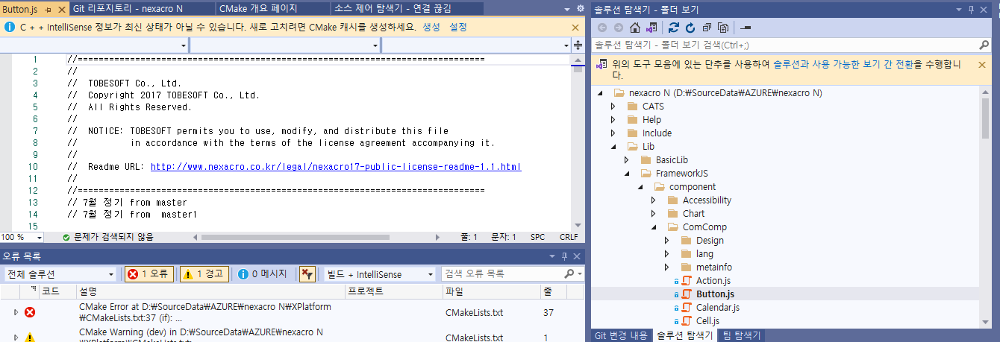 Button.js
Git 리포지토리 - nexacro N
CMake 개요 페이지
소스 제어 탐색기 - 연결 끊김
C + + IntelliSense 정보가 최신 상태가 아닐 수 있습니다. 새로 고치려면 CMake 캐시를 생성하세요. 생성 설정
1 //===============================================================================
2 //
3 // TOBESOFT Co., Ltd.
4 // Copyright 2017 TOBESOFT Co., Ltd.
5 // All Rights Reserved.
6 //
7 // NOTICE: TOBESOFT permits you to use, modify, and distribute this file
8 // in accordance with the terms of the license agreement accompanying it.
9 //
10 // Readme URL: http://www.nexacro.co.kr/legal/nexacro17-public-license-readme-1.1.html
11 //
12 //===============================================================================
13 // 7월 정기 from master
14 // 7월 정기 from master1
15
100 %
문제가 검색되지 않음
줄: 1 문자: 1 SPC CRLF
오류 목록
전체 솔루션
1 오류
1 경고
0 메시지
빌드 + IntelliSense
검색 오류 목록
코드 설명 프로젝트 파일 줄
CMake Error at D:\SourceData\AZURE\nexacro N\XPlatform
\CMakeLists.txt:37 (if): ...
CMakeLists.txt 37
CMake Warning (dev) in D:\SourceData\AZURE\nexacro N
\XPlatform\CMakeLists.txt:
CMakeLists.txt 1
솔루션 탐색기 - 폴더 보기
솔루션 탐색기 - 폴더 보기 검색(Ctrl+;)
위의 도구 모음에 있는 단추를 사용하여 솔루션과 사용 가능한 보기 간 전환을 수행합니
다.
nexacro N (D:\SourceData\AZURE\nexacro N)
CATS
Help
Include
Lib
BasicLib
FrameworkJS
component
Accessibility
Chart
ComComp
Design
lang
metainfo
Action.js
Button.js
Calendar.js
Cell.js
Git 변경 내용
솔루션 탐색기
팀 탐색기